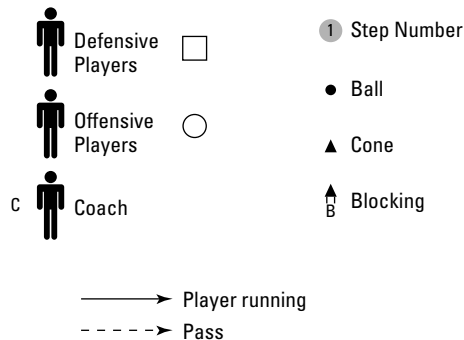 Defensive
Players
Offensive
Players
C
Coach
1 Step Number
Ball
Cone
B
Blocking
Player running
Pass